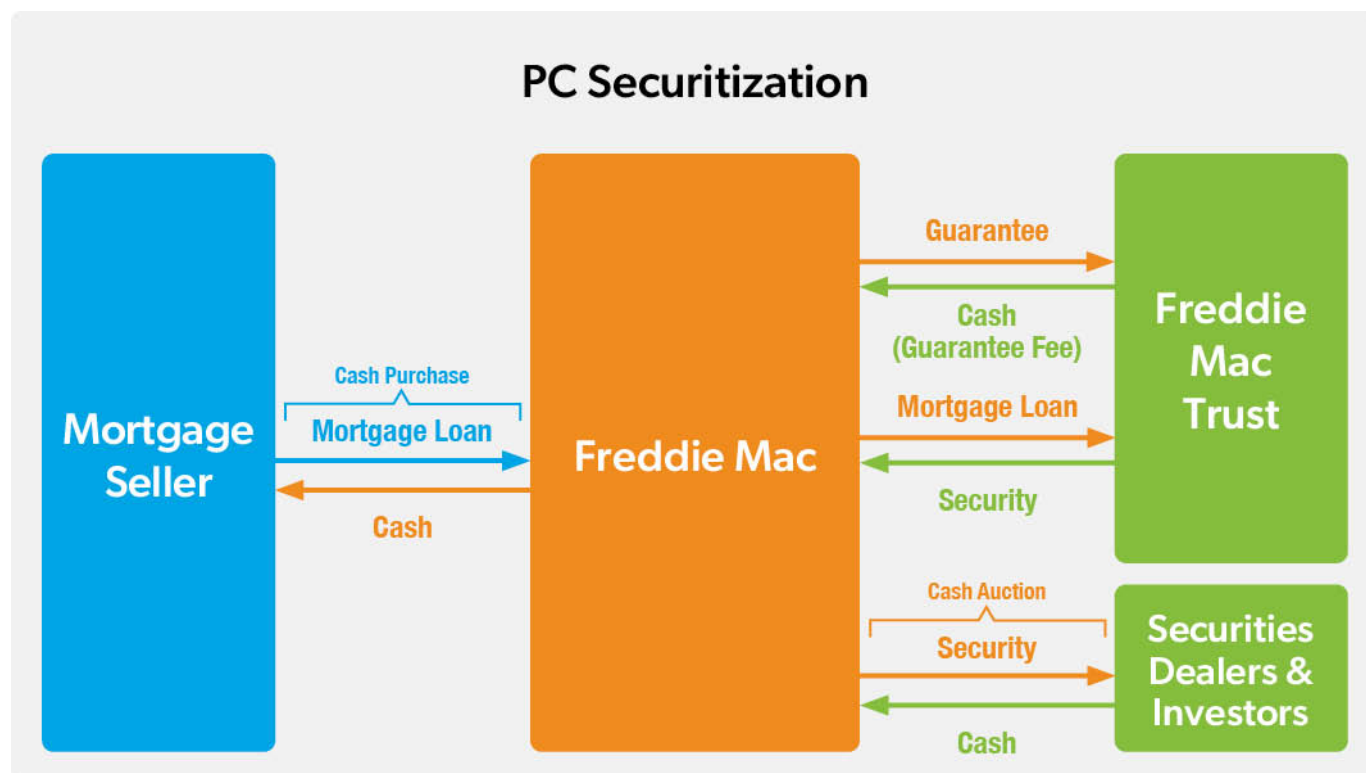 PC Securitization
Mortgage
Seller
Cash Purchase
Mortgage Loan
Cash
Freddie Mac
Guarantee
Cash
(Guarantee Fee)
Mortgage Loan
Security
Cash Auction
Security
Cash
Freddie
Mac
Trust
Securities
Dealers &
Investors